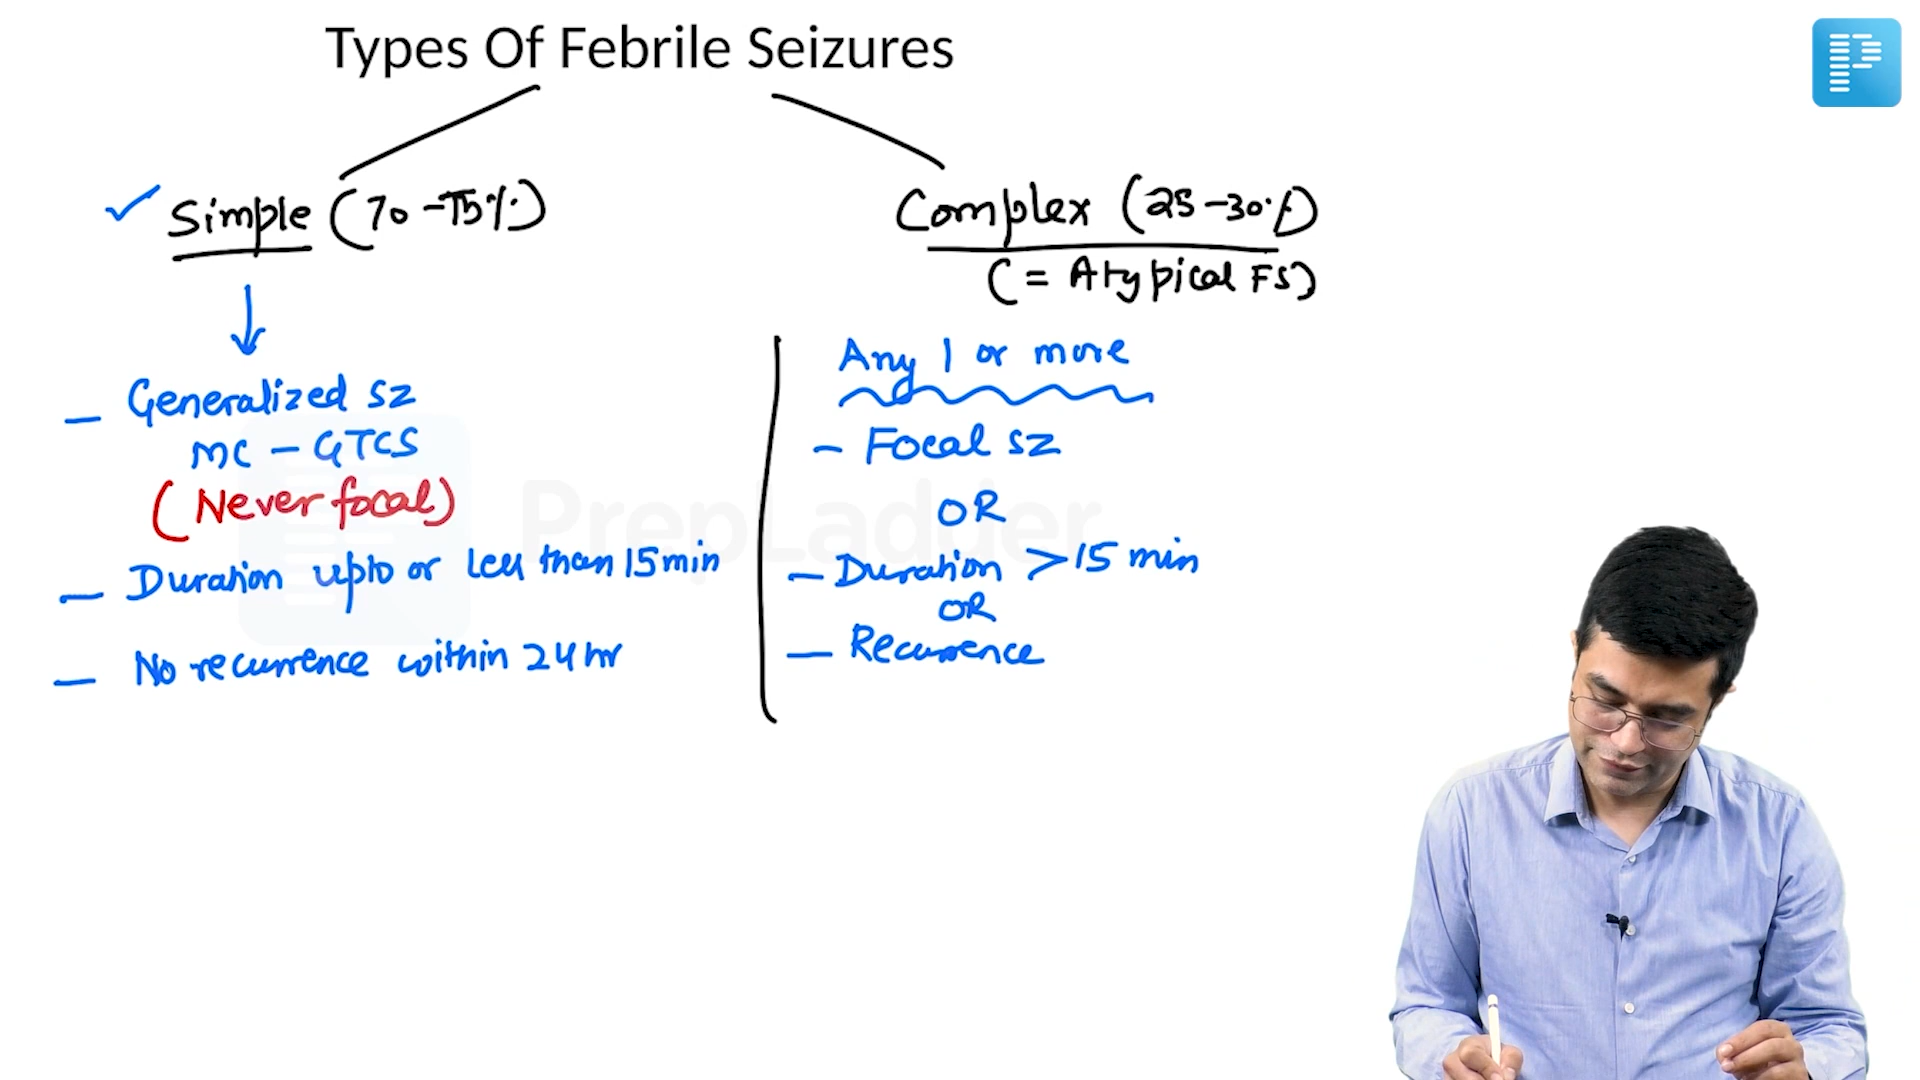 Types Of Febrile Seizures
Simple (70-75%)
Complex (25-30%)
(= Atypical FS)
- Generalized sz
MC - GTCS
(Never focal)
- Duration upto or less than 15 min
- No recurrence within 24 hr
Any 1 or more
- Focal sz
OR
- Duration > 15 min
OR
- Recurrence
PrepLadder